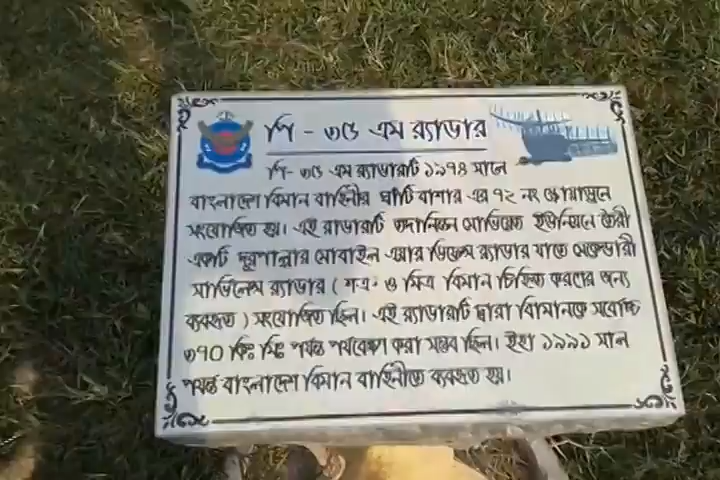 পি - ৩৫ এম র‍্যাডার
পি- ৩৫ এম র‍্যাডারটি ১৯৭৪ সালে
বাংলাদেশ বিমান বাহিনীর ঘাঁটি বাশার এর ৭২ নং স্কোয়াড্রনে
সংযোজিত হয়। এই রাডারটি তদানিন্তন সোভিয়েত ইউনিয়নে তৈরী
একটি দূরপাল্লার মোবাইল এয়ার ডিফেন্স র‍্যাডার যাতে সেকেন্ডারী
সার্ভিলেন্স র‍্যাডার ( শত্রু ও মিত্র বিমান চিহ্নিত করণের জন্য
ব্যবহৃত ) সংযোজিত ছিল। এই র‍্যাডারটি দ্বারা বিমানকে সর্বোচ্চ
৩৭০ কিঃ মিঃ পর্যন্ত পর্যবেক্ষণ করা সম্ভব ছিল। ইহা ১৯৯১ সাল
পর্যন্ত বাংলাদেশ বিমান বাহিনীতে ব্যবহৃত হয়।